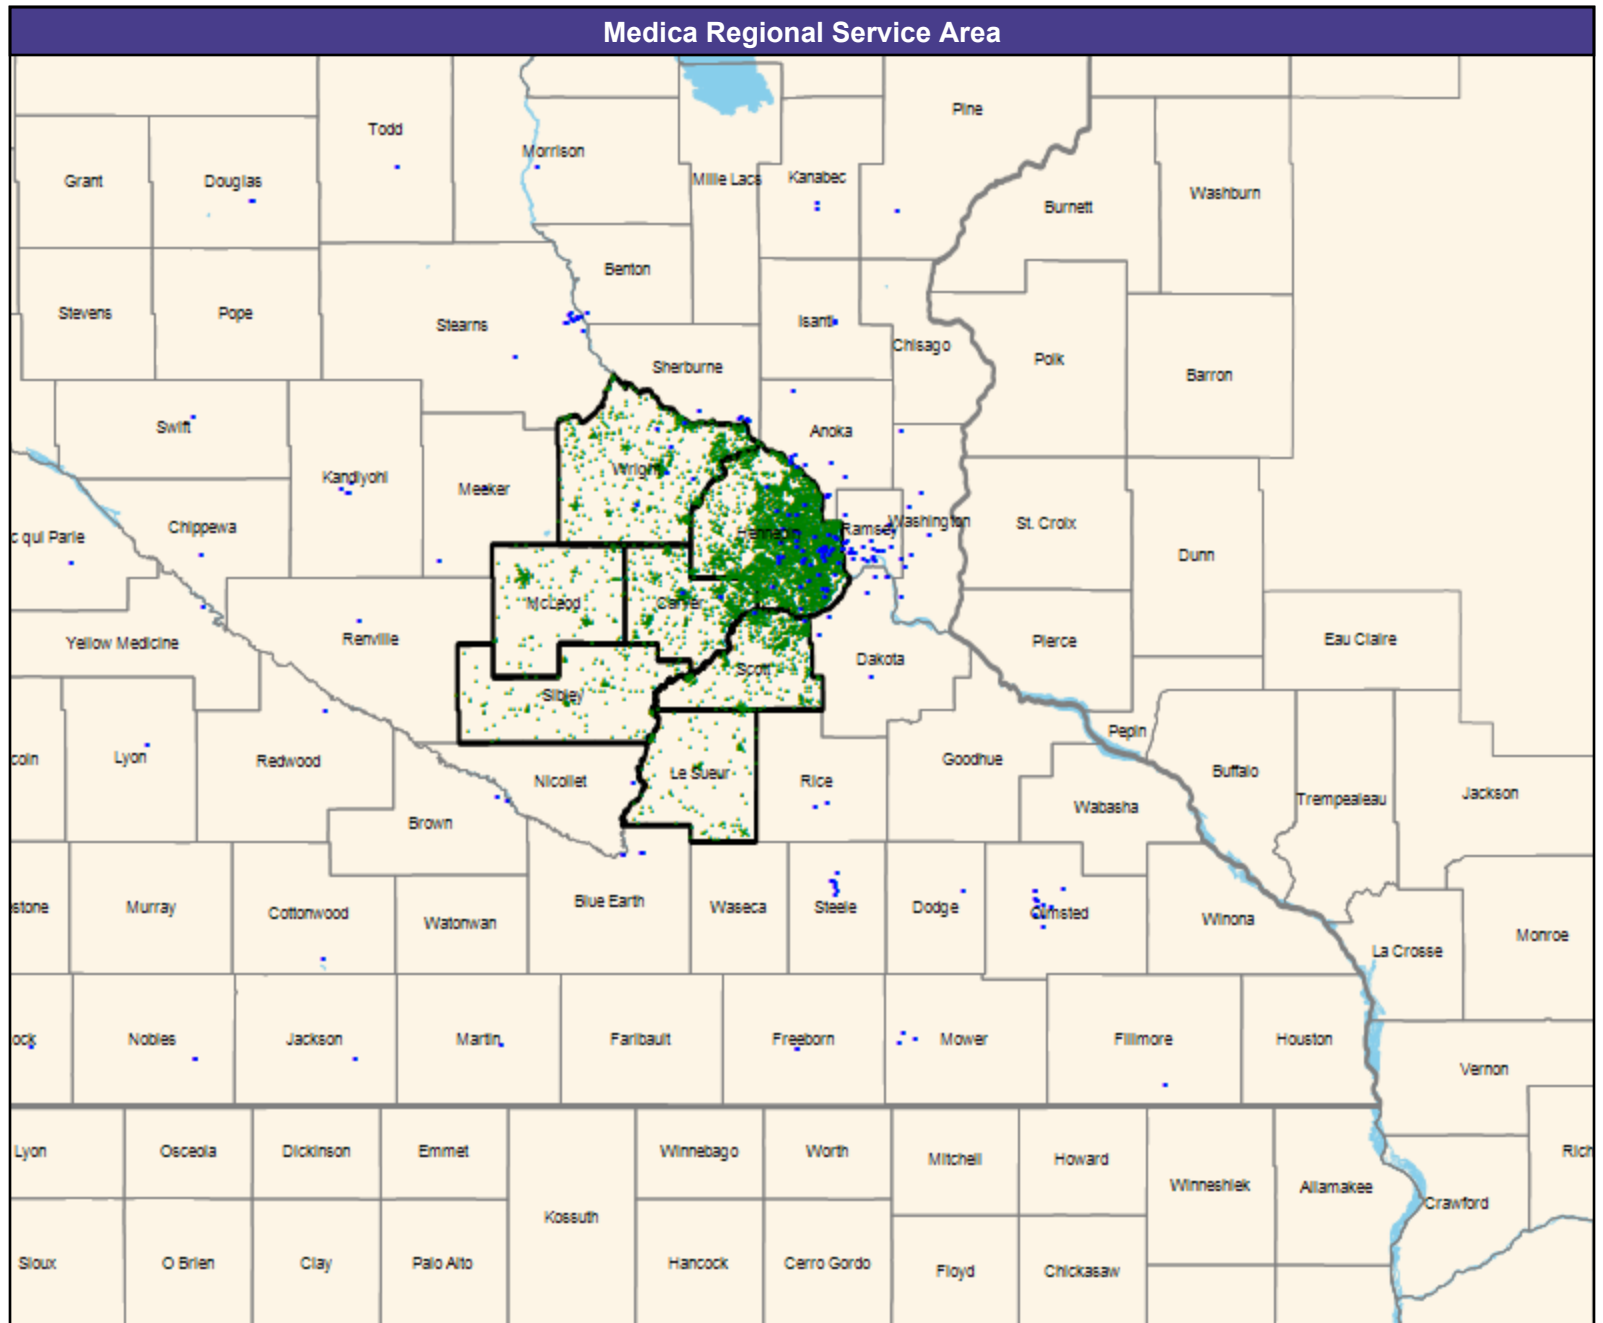 Medica Regional Service Area
Pine
Todd
Morrison
Grant
Douglas
Mille Lacs
Kanabec
Washburn
Burnett
Benton
Stevens
Pope
Stearns
Isanti
Chisago
Sherburne
Polk
Barron
Swift
Anoka
Kandiyohi
Wright
Meeker
Chippewa
Hennepin
Ramsey
Washington
St. Croix
c qui Parle
Dunn
McLeod
Carver
Yellow Medicine
Renville
Pierce
Eau Claire
Scott
Dakota
Sibley
Pepin
coln
Lyon
Redwood
Nicollet
Le Sueur
Rice
Goodhue
Buffalo
Trempealeau
Jackson
Wabasha
Brown
stone
Murray
Cottonwood
Watonwan
Blue Earth
Waseca
Steele
Dodge
Olmsted
Winona
La Crosse
Monroe
ock
Nobles
Jackson
Martin
Faribault
Freeborn
Mower
Fillmore
Houston
Vernon
Lyon
Osceola
Dickinson
Emmet
Winnebago
Worth
Mitchell
Howard
Winneshiek
Allamakee
Crawford
Rich
Kossuth
Sioux
O Brien
Clay
Palo Alto
Hancock
Cerro Gordo
Floyd
Chickasaw